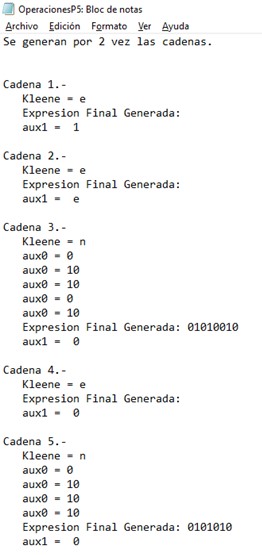 OperacionesP5: Bloc de notas
Archivo Edición Formato Ver Ayuda
Se generan por 2 vez las cadenas.
Cadena 1.-
Kleene = e
Expresion Final Generada:
aux1 = 1
Cadena 2.-
Kleene = e
Expresion Final Generada:
aux1 = e
Cadena 3.-
Kleene = n
aux0 = 0
aux0 = 10
aux0 = 10
aux0 = 0
aux0 = 10
Expresion Final Generada: 01010010
aux1 = 0
Cadena 4.-
Kleene = e
Expresion Final Generada:
aux1 = 0
Cadena 5.-
Kleene = n
aux0 = 0
aux0 = 10
aux0 = 10
aux0 = 10
Expresion Final Generada: 0101010
aux1 = 0